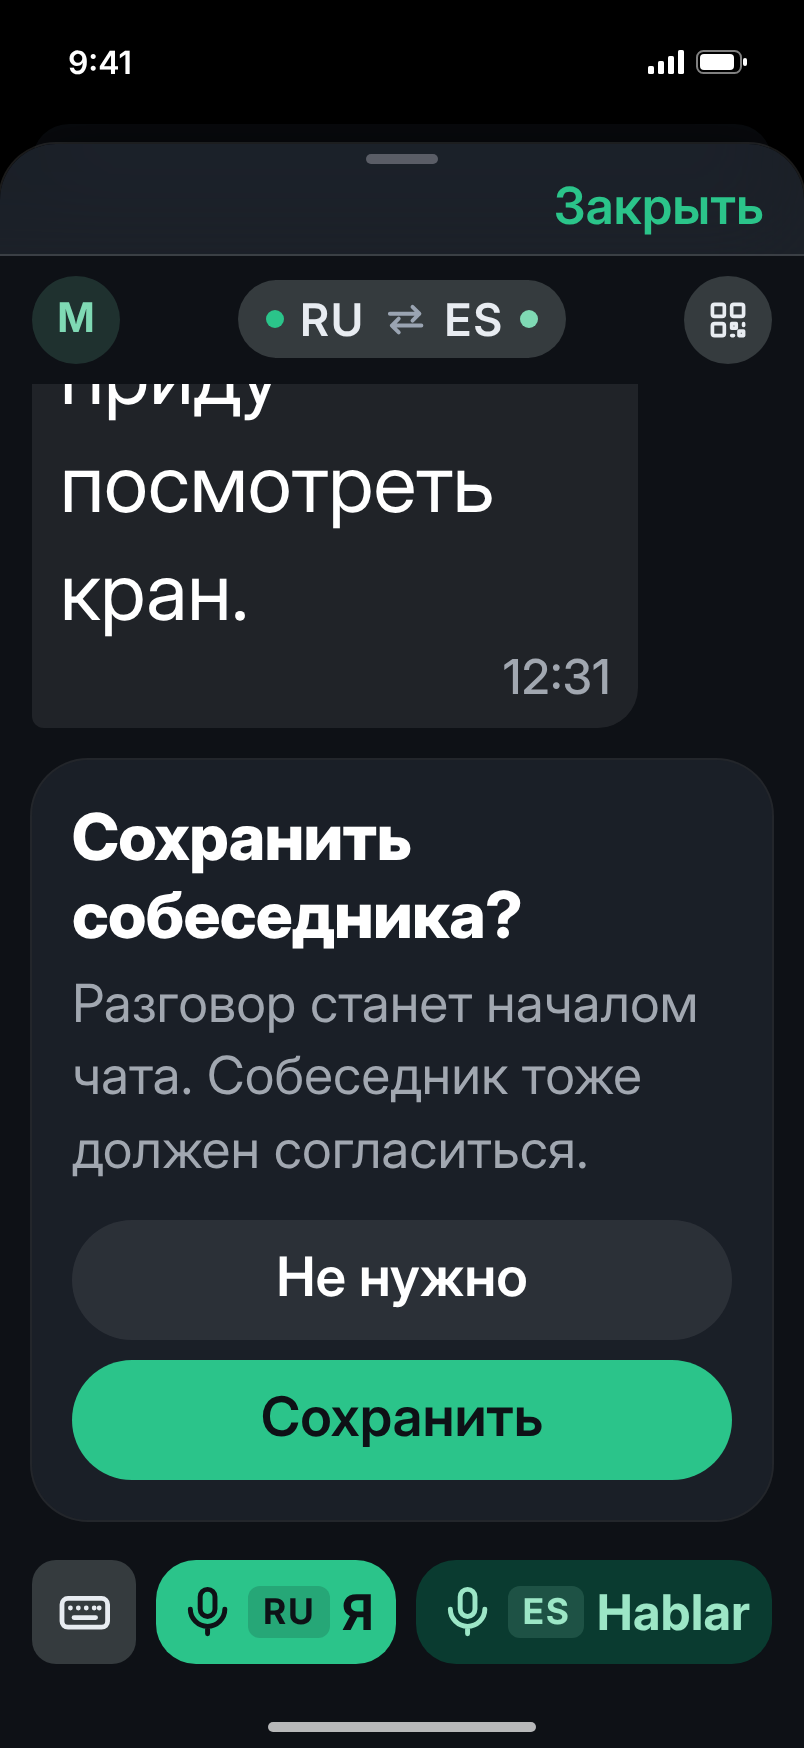 9:41
Закрыть
М
RU ES
приду
посмотреть
кран.
12:31
Сохранить
собеседника?
Разговор станет началом
чата. Собеседник тоже
должен согласиться.
Не нужно
Сохранить
RU Я
ES Hablar